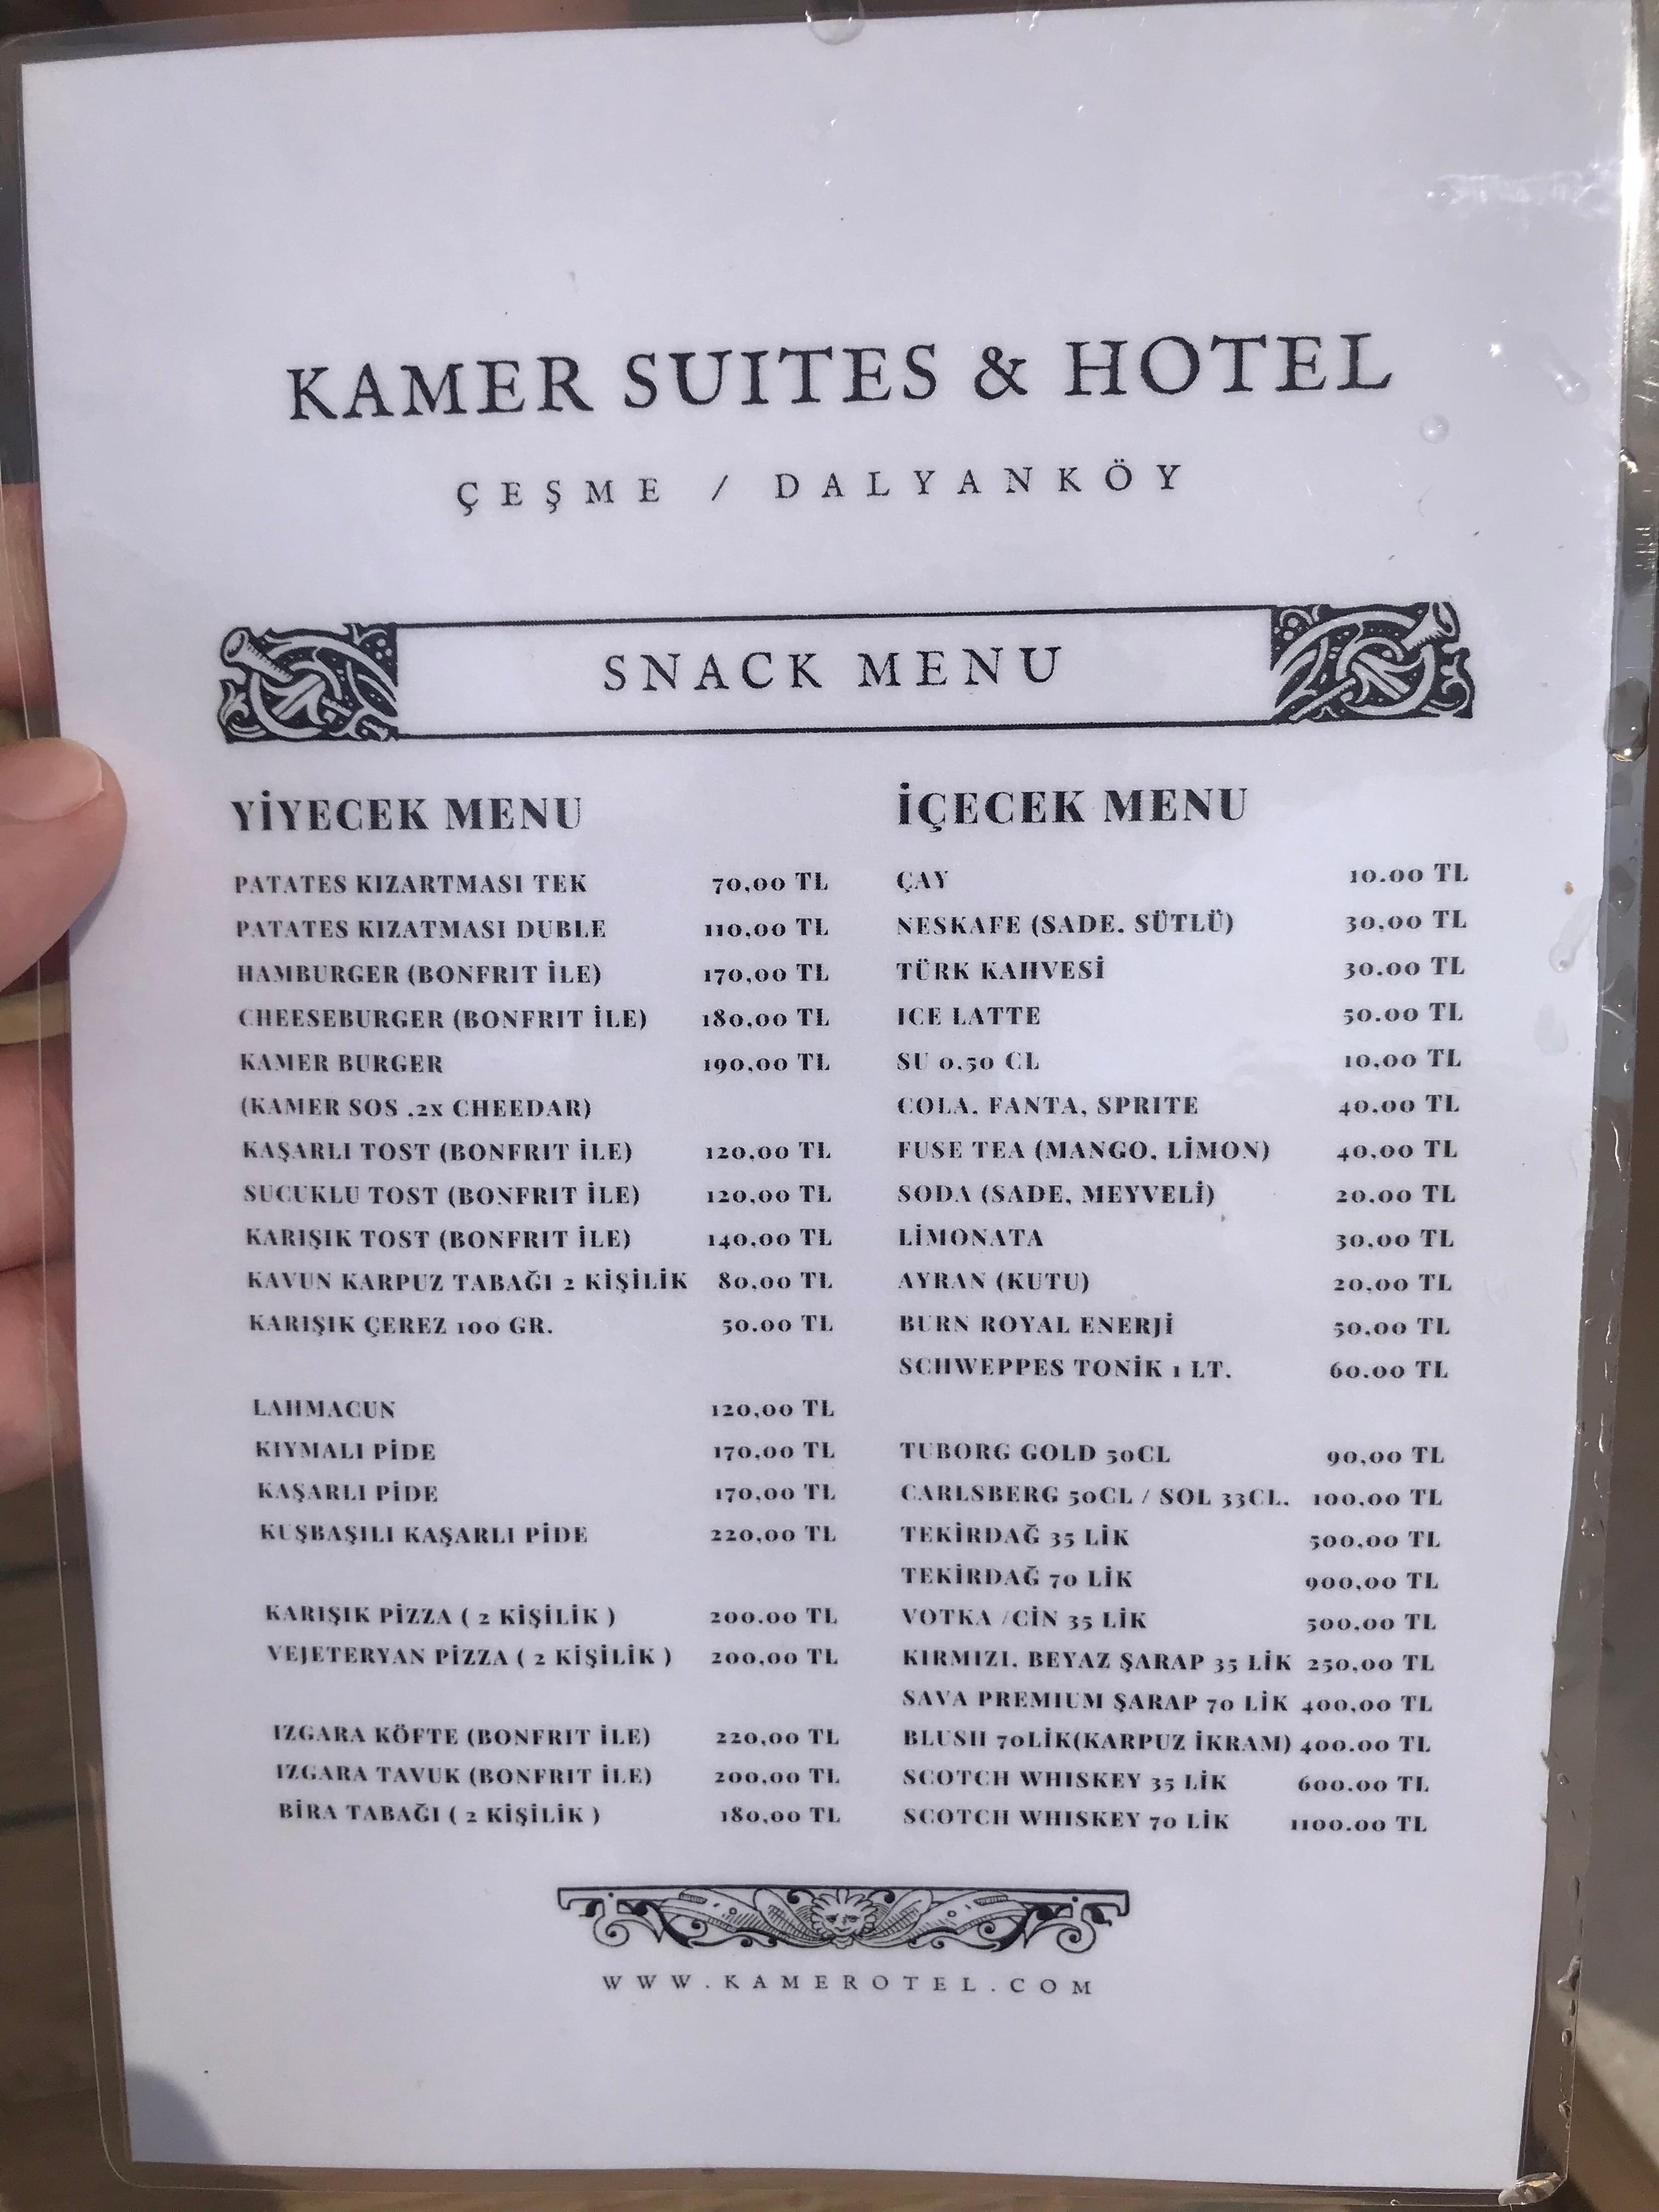 KAMER SUITES & HOTEL
ÇEŞME / DALYANKÖY
SNACK MENU
YİYECEK MENU
PATATES KIZARTMASI TEK 70,00 TL
PATATES KIZATMASI DUBLE 110,00 TL
HAMBURGER (BONFRIT İLE) 170,00 TL
CHEESEBURGER (BONFRIT İLE) 180,00 TL
KAMER BURGER 190,00 TL
(KAMER SOS .2X CHEEDAR)
KAŞARLI TOST (BONFRIT İLE) 120,00 TL
SUCUKLU TOST (BONFRIT İLE) 120,00 TL
KARIŞIK TOST (BONFRIT İLE) 140,00 TL
KAVUN KARPUZ TABAĞI 2 KİŞİLİK 80,00 TL
KARIŞIK ÇEREZ 100 GR. 50.00 TL
LAHMACUN 120,00 TL
KIYMALI PİDE 170,00 TL
KAŞARLI PİDE 170,00 TL
KUŞBAŞILI KAŞARLI PİDE 220,00 TL
KARIŞIK PİZZA ( 2 KİŞİLİK ) 200.00 TL
VEJETERYAN PİZZA ( 2 KİŞİLİK ) 200,00 TL
IZGARA KÖFTE (BONFRIT İLE) 220,00 TL
IZGARA TAVUK (BONFRIT İLE) 200,00 TL
BİRA TABAĞI ( 2 KİŞİLİK ) 180,00 TL
İÇECEK MENU
ÇAY 10.00 TL
NESKAFE (SADE. SÜTLÜ) 30,00 TL
TÜRK KAHVESİ 30.00 TL
ICE LATTE 50.00 TL
SU 0.50 CL 10,00 TL
COLA, FANTA, SPRITE 40.00 TL
FUSE TEA (MANGO, LİMON) 40,00 TL
SODA (SADE, MEYVELİ) 20.00 TL
LİMONATA 30,00 TL
AYRAN (KUTU) 20,00 TL
BURN ROYAL ENERJİ 50,00 TL
SCHWEPPES TONİK 1 LT. 60.00 TL
TUBORG GOLD 50CL 90,00 TL
CARLSBERG 50CL / SOL 33CL. 100,00 TL
TEKİRDAĞ 35 LİK 500,00 TL
TEKİRDAĞ 70 LİK 900,00 TL
VOTKA /CİN 35 LİK 500,00 TL
KIRMIZI. BEYAZ ŞARAP 35 LİK 250,00 TL
SAVA PREMIUM ŞARAP 70 LİK 400,00 TL
BLUSH 70LİK(KARPUZ İKRAM) 400.00 TL
SCOTCH WHISKEY 35 LİK 600.00 TL
SCOTCH WHISKEY 70 LİK 1100.00 TL
WWW.KAMEROTEL.COM